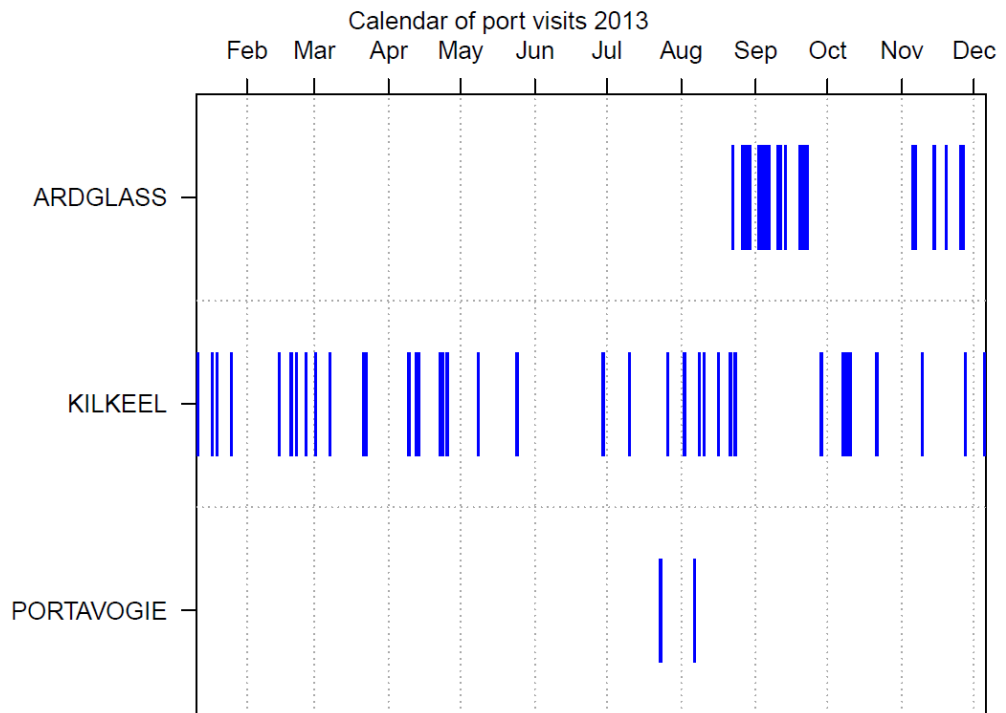 Calendar of port visits 2013
Feb Mar Apr May Jun Jul Aug Sep Oct Nov Dec
ARDGLASS
KILKEEL
PORTAVOGIE